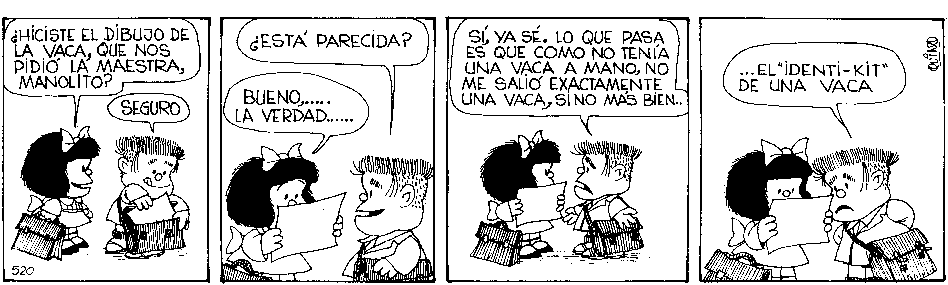 ¿HICISTE EL DIBUJO DE
LA VACA, QUE NOS
PIDIÓ LA MAESTRA,
MANOLITO?
SEGURO
520
¿ESTÁ PARECIDA?
BUENO,.....
LA VERDAD......
SÍ, YA SÉ. LO QUE PASA
ES QUE COMO NO TENÍA
UNA VACA A MANO, NO
ME SALIÓ EXACTAMENTE
UNA VACA, SINO MÁS BIEN..
...EL "IDENTI-KIT"
DE UNA VACA
QUINO